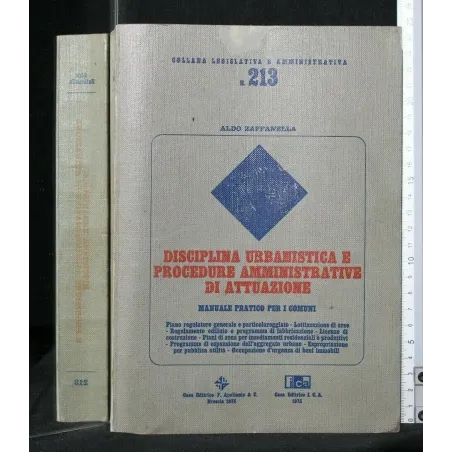 COLLANA LEGISLATIVA E AMMINISTRATIVA
N. 213
ALDO ZAFFANELLA
DISCIPLINA URBANISTICA E
PROCEDURE AMMINISTRATIVE
DI ATTUAZIONE
MANUALE PRATICO PER I COMUNI
Piano regolatore generale e particolareggiato - Lottizzazione di aree
- Regolamento edilizio e programma di fabbricazione - Licenze di
costruzione - Piani di zona per insediamenti residenziali e produttivi
- Programma di espansione dell'aggregato urbano - Espropriazione
per pubblica utilità - Occupazione d'urgenza di beni immobili
Casa Editrice F. Apollonio & C.
Brescia 1975
Casa Editrice I. C. A.
1975
213